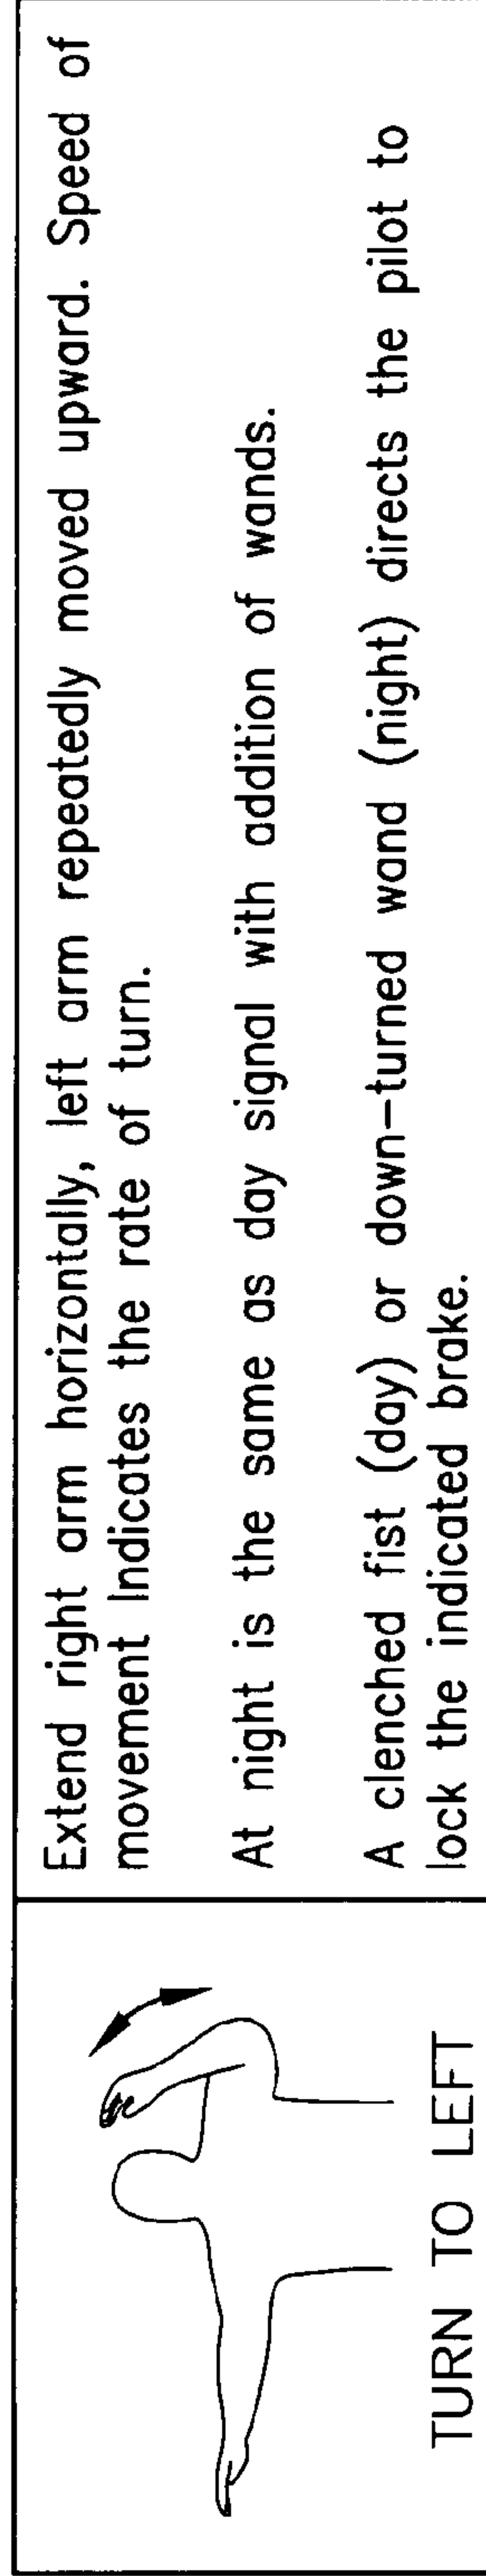 TURN TO LEFT
Extend right arm horizontally, left arm repeatedly moved upward. Speed of
movement Indicates the rate of turn.
At night is the same as day signal with addition of wands.
A clenched fist (day) or down-turned wand (night) directs the pilot to
lock the indicated brake.